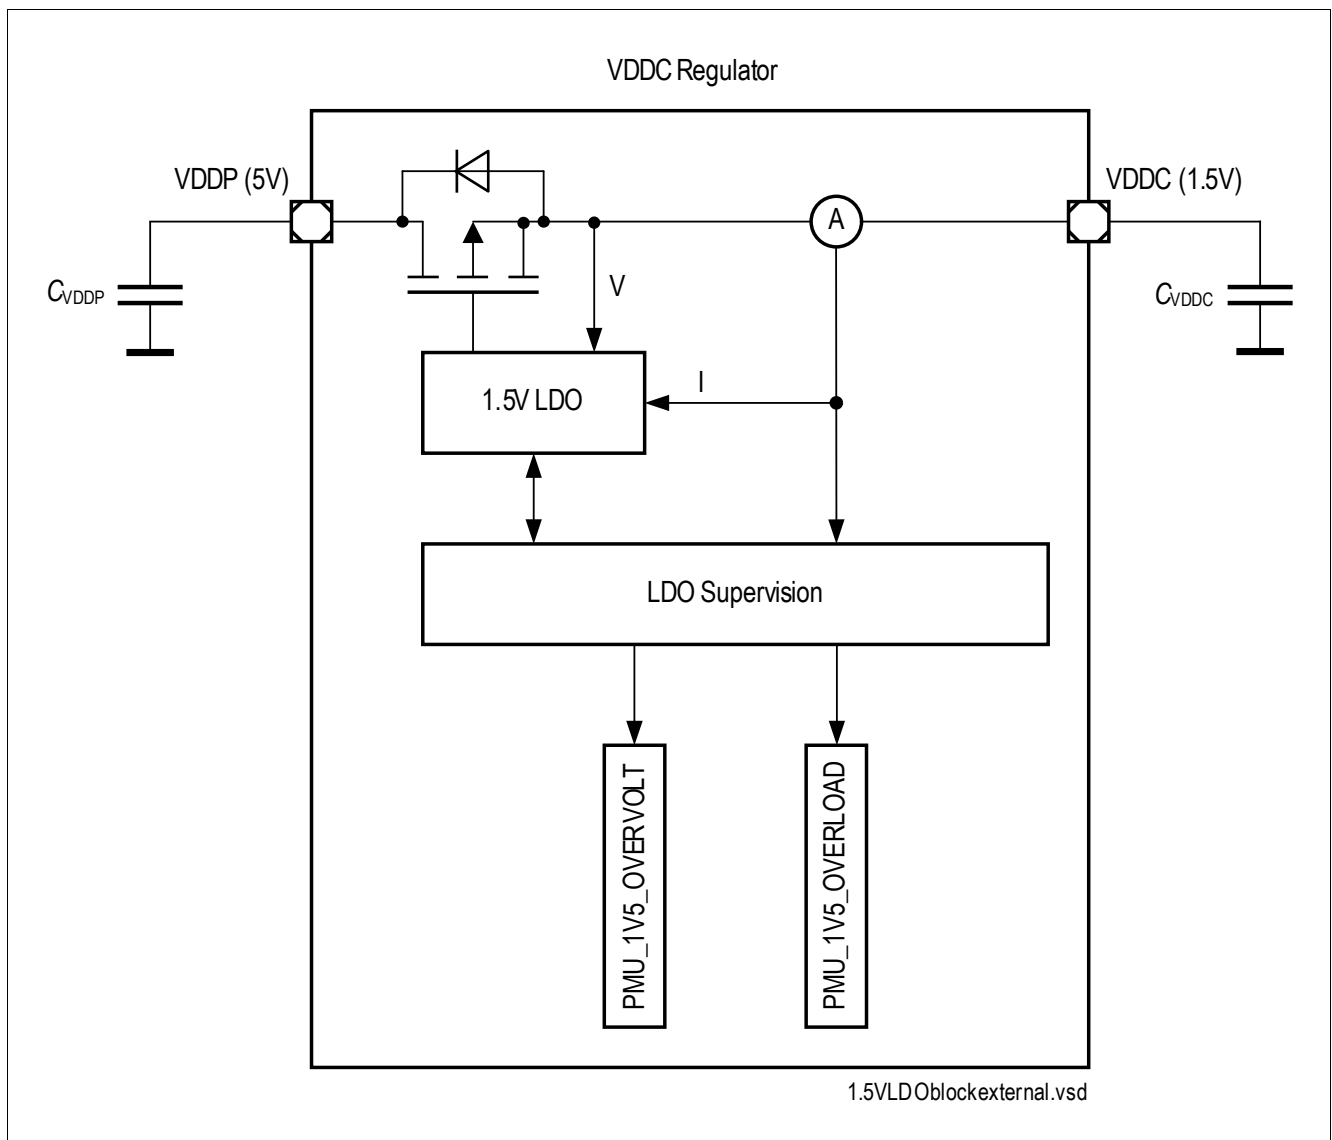 VDDC Regulator
VDDP (5V)
VDDC (1.5V)
A
CVDDP
V
CVDDC
I
1.5V LDO
LDO Supervision
PMU_1V5_OVERVOLT
PMU_1V5_OVERLOAD
1.5VLDOblockexternal.vsd